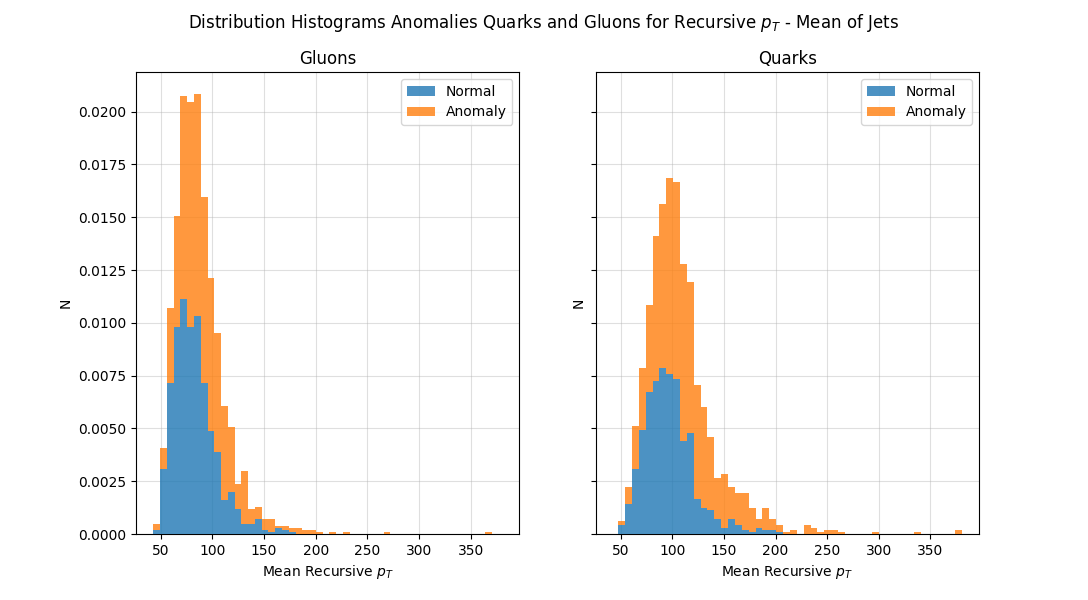 Distribution Histograms Anomalies Quarks and Gluons for Recursive p_T - Mean of Jets
Gluons
Quarks
Normal
Anomaly
Normal
Anomaly
0.0200
0.0175
0.0150
0.0125
0.0100
0.0075
0.0050
0.0025
0.0000
N
N
50 100 150 200 250 300 350
50 100 150 200 250 300 350
Mean Recursive p_T
Mean Recursive p_T